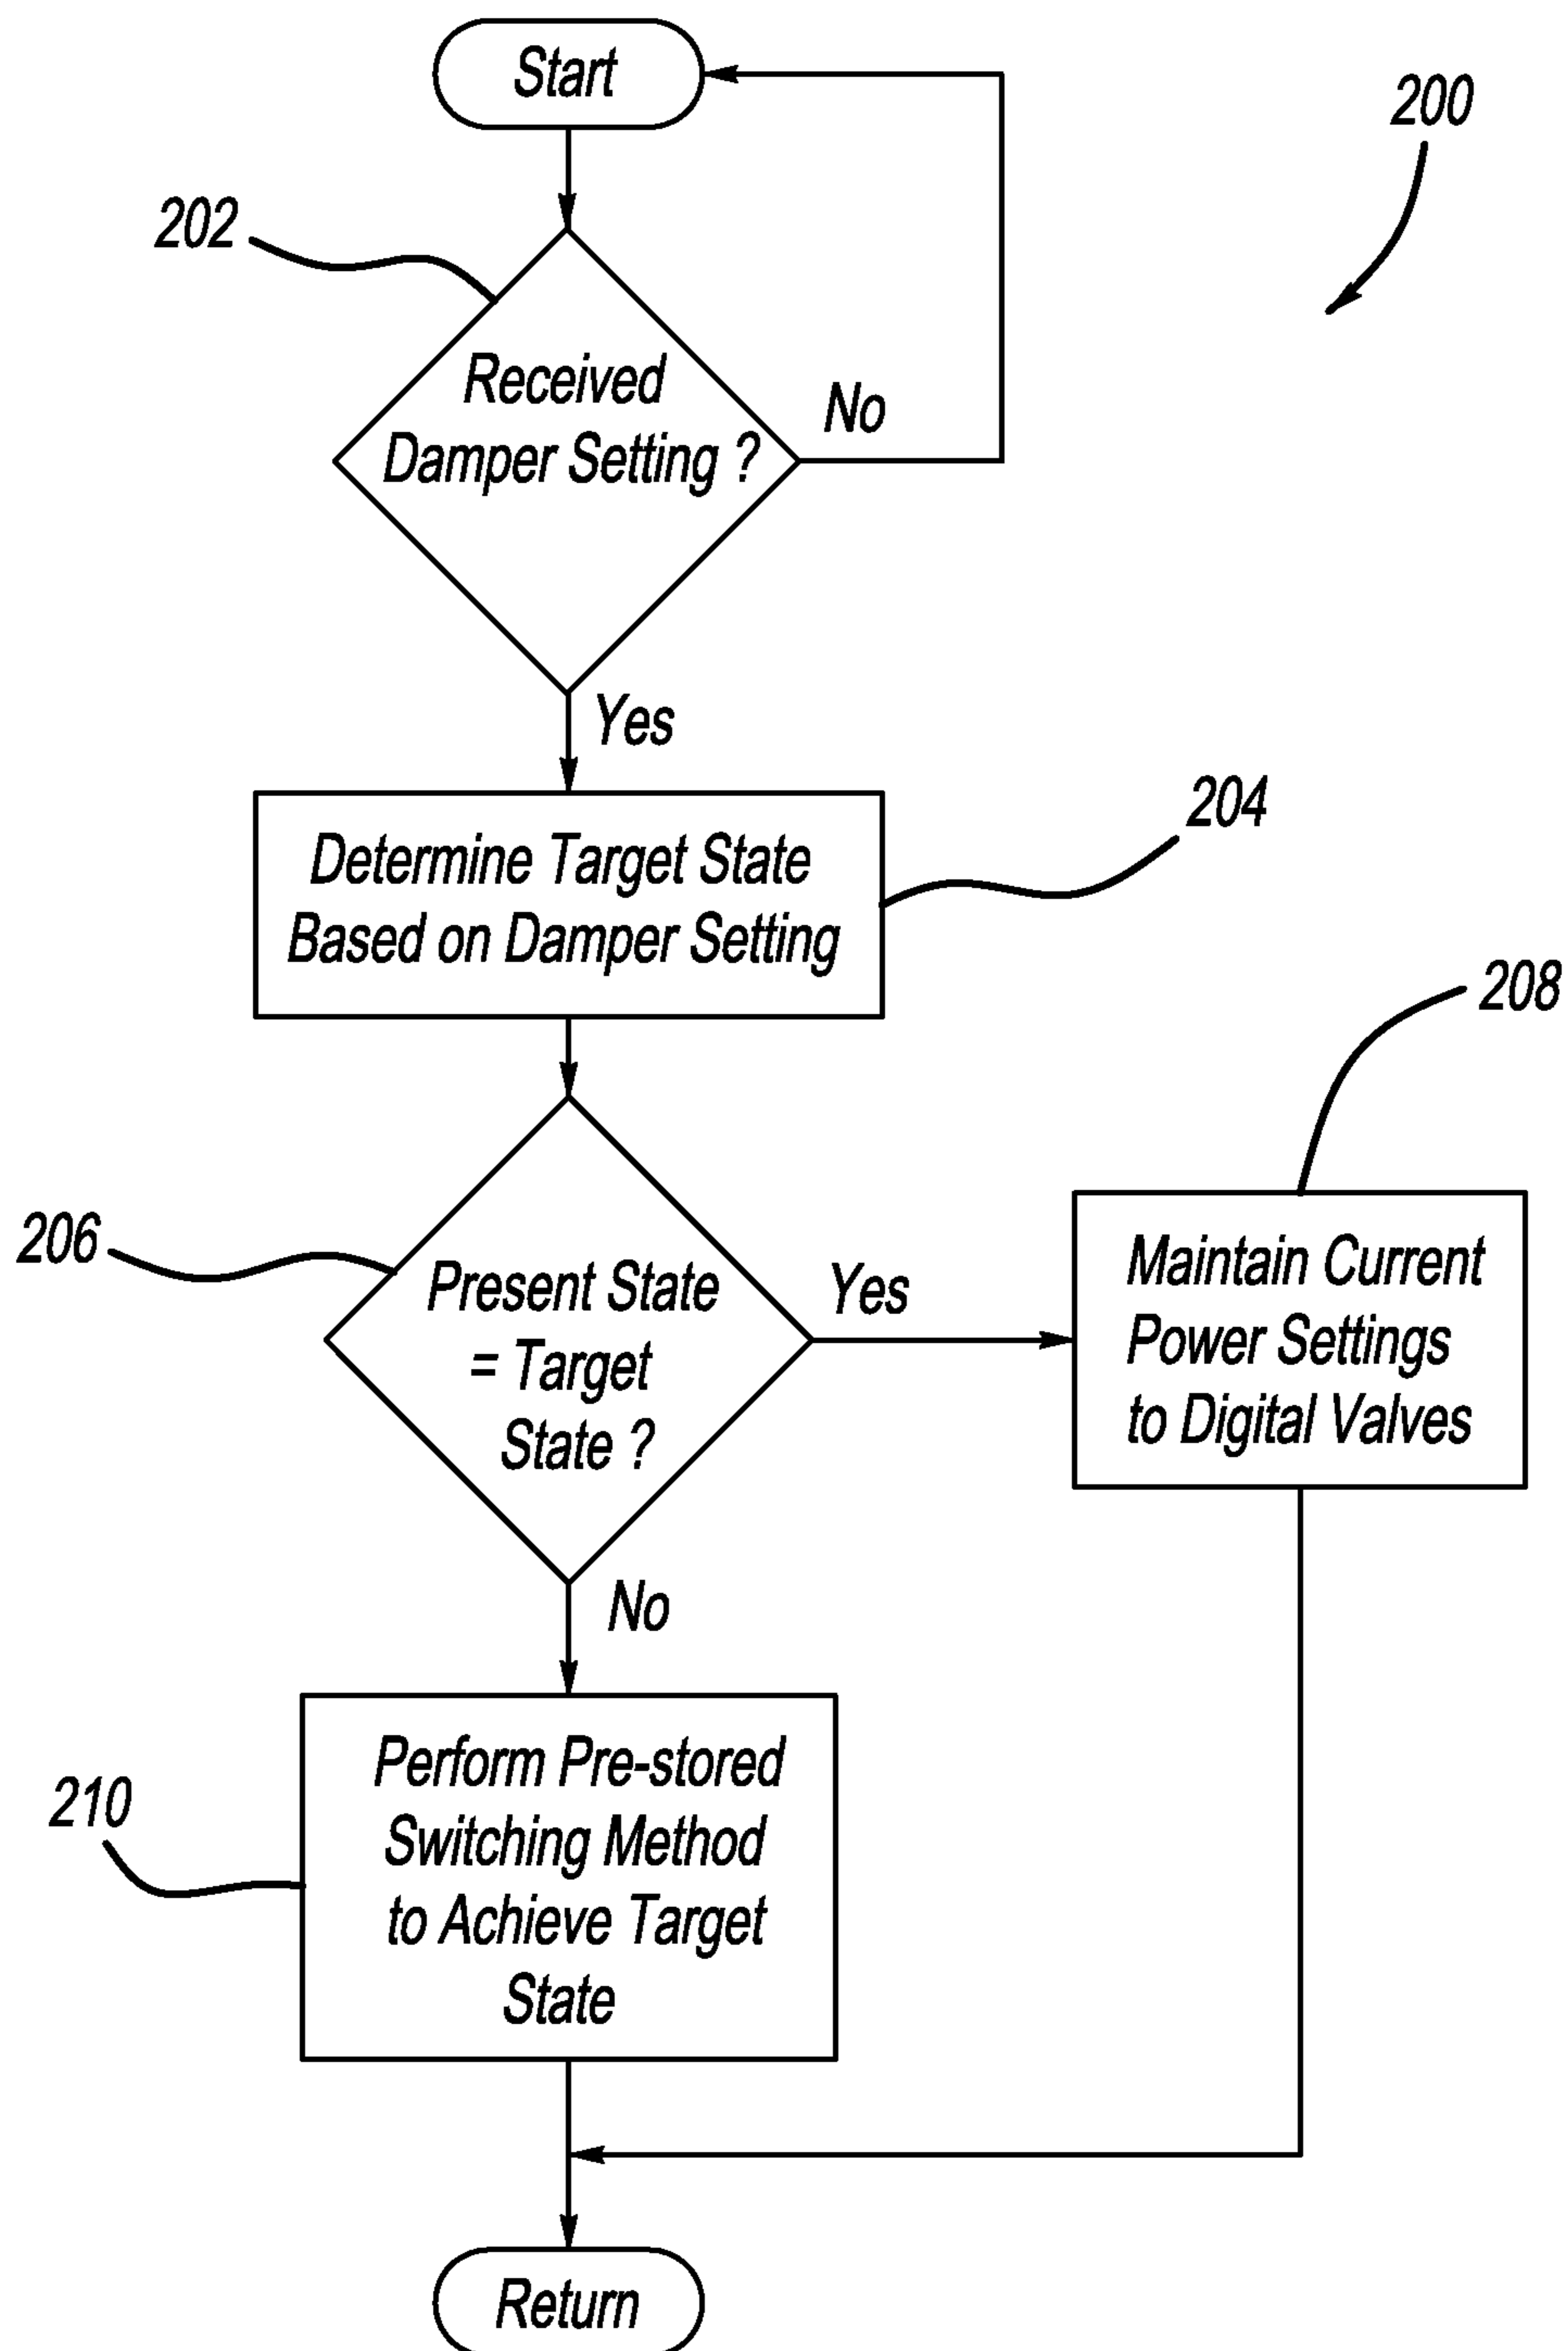 Start
200
202
Received
Damper Setting ?
No
Yes
204
Determine Target State
Based on Damper Setting
208
206
Present State
= Target
State ?
Yes
Maintain Current
Power Settings
to Digital Valves
No
210
Perform Pre-stored
Switching Method
to Achieve Target
State
Return